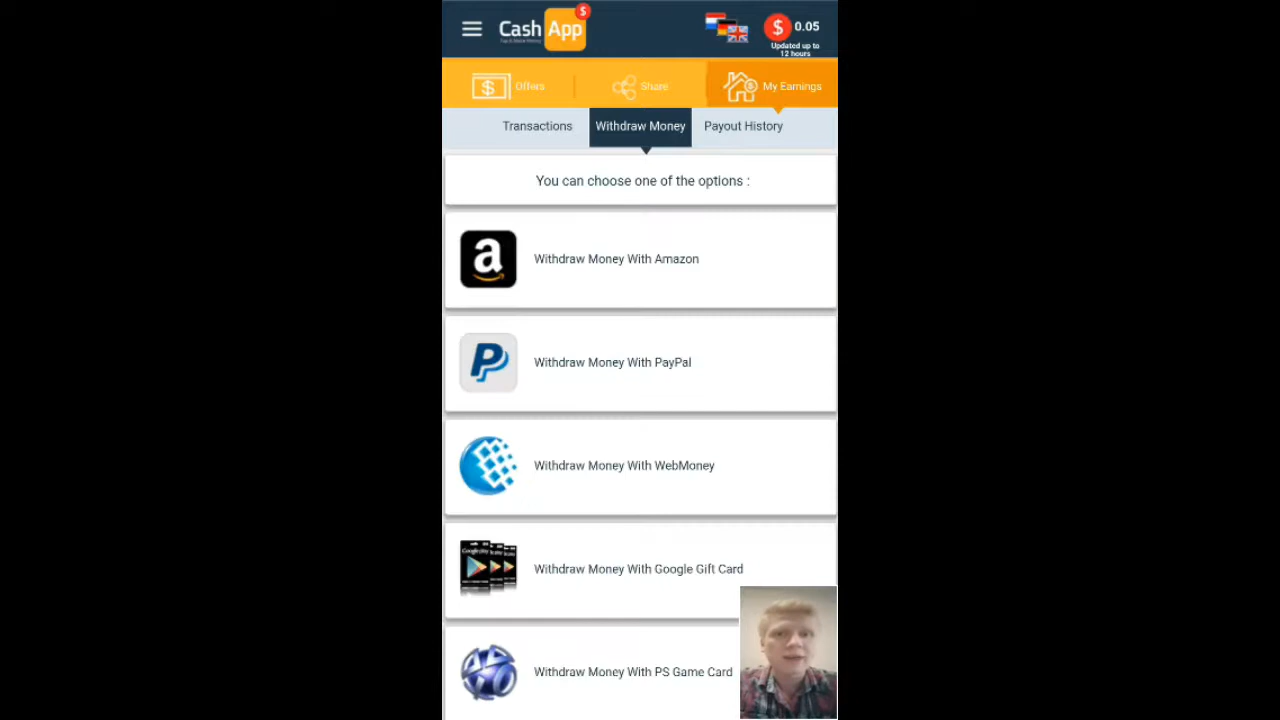 Cash App $
$ 0.05
Updated up to
12 hours
$ Offers
Share
My Earnings
Transactions
Withdraw Money
Payout History
You can choose one of the options :
a
Withdraw Money With Amazon
P
Withdraw Money With PayPal
Withdraw Money With WebMoney
Google play
Withdraw Money With Google Gift Card
Withdraw Money With PS Game Card